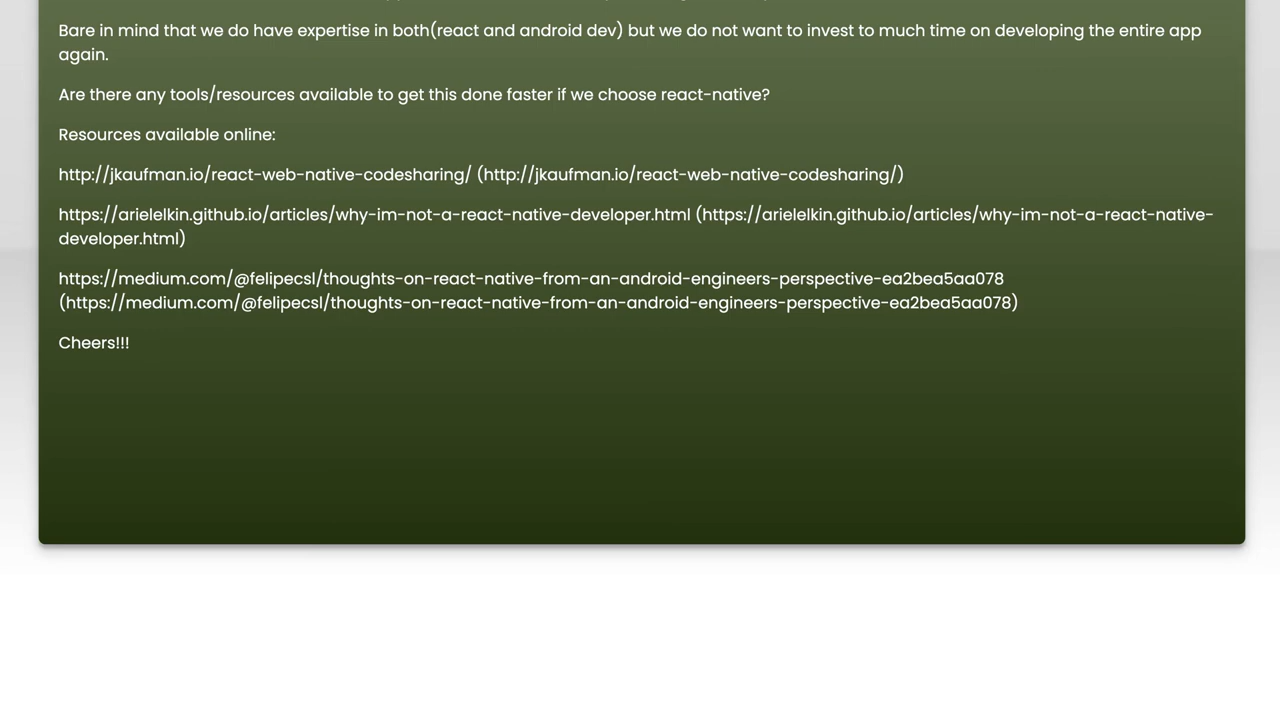 Bare in mind that we do have expertise in both(react and android dev) but we do not want to invest to much time on developing the entire app
again.
Are there any tools/resources available to get this done faster if we choose react-native?
Resources available online:
http://jkaufman.io/react-web-native-codesharing/ (http://jkaufman.io/react-web-native-codesharing/)
https://arielelkin.github.io/articles/why-im-not-a-react-native-developer.html (https://arielelkin.github.io/articles/why-im-not-a-react-native-
developer.html)
https://medium.com/@felipecsl/thoughts-on-react-native-from-an-android-engineers-perspective-ea2bea5aa078
(https://medium.com/@felipecsl/thoughts-on-react-native-from-an-android-engineers-perspective-ea2bea5aa078)
Cheers!!!